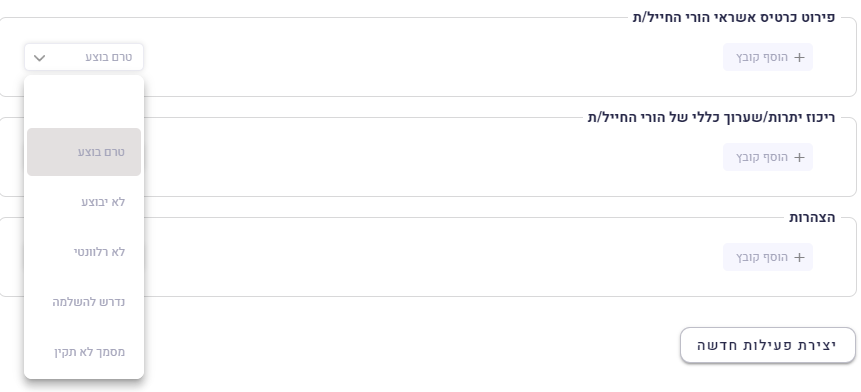 פירוט כרטיס אשראי הורי החייל/ת
הוסף קובץ
טרם בוצע
ריכוז יתרות/שערוך כללי של הורי החייל/ת
הוסף קובץ
הצהרות
הוסף קובץ
טרם בוצע
לא יבוצע
לא רלוונטי
נדרש להשלמה
מסמך לא תקין
יצירת פעילות חדשה